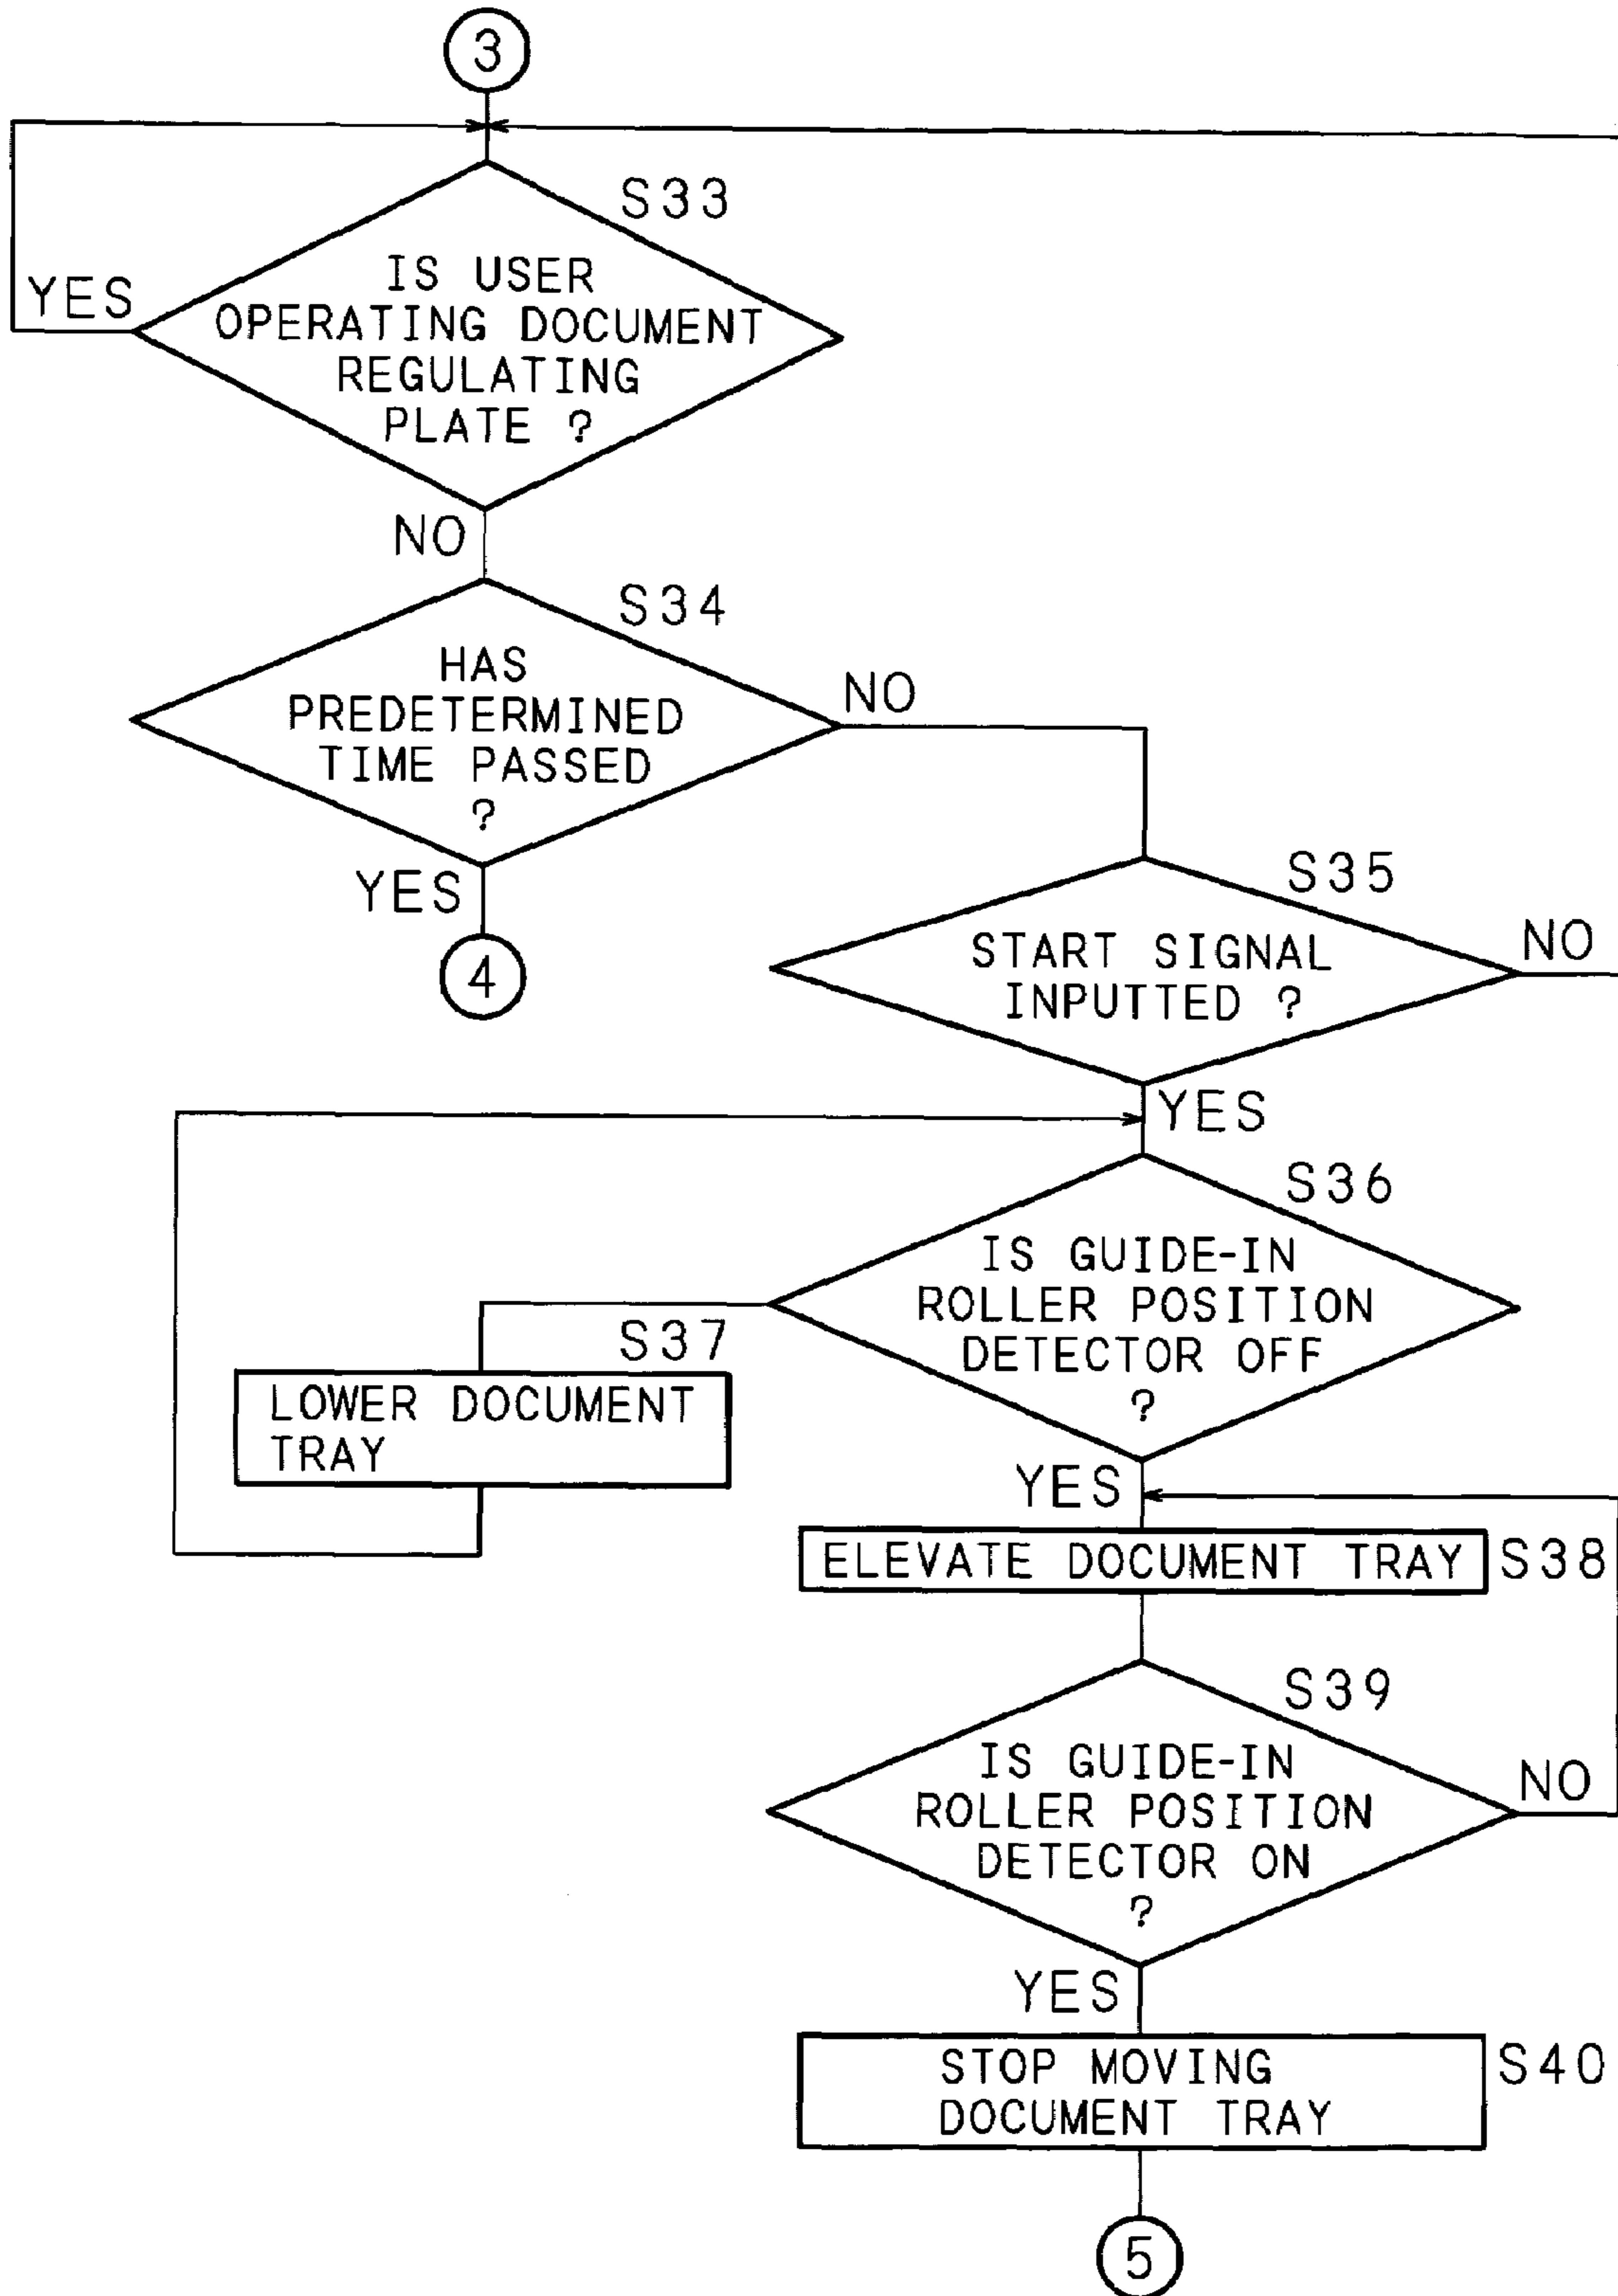 3
S33
IS USER
OPERATING DOCUMENT
REGULATING
PLATE ?
YES
NO
S34
HAS
PREDETERMINED
TIME PASSED
?
NO
YES
4
S35
START SIGNAL
INPUTTED ?
NO
YES
S36
IS GUIDE-IN
ROLLER POSITION
DETECTOR OFF
?
S37
LOWER DOCUMENT
TRAY
YES
ELEVATE DOCUMENT TRAY
S38
S39
IS GUIDE-IN
ROLLER POSITION
DETECTOR ON
?
NO
YES
STOP MOVING
DOCUMENT TRAY
S40
5